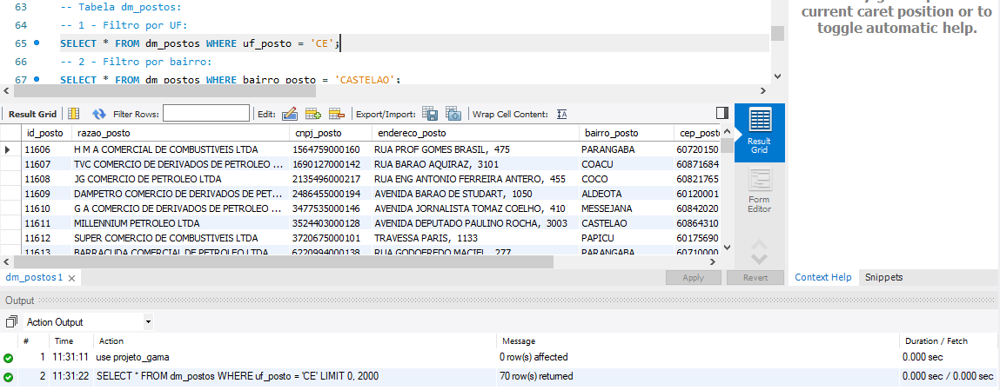 63 -- Tabela dm_postos:
64 -- 1 - Filtro por UF:
65 SELECT * FROM dm_postos WHERE uf_posto = 'CE';
66 -- 2 - Filtro por bairro:
67 SELECT * FROM dm_postos WHERE bairro_posto = 'CASTELAO';
current caret position or to
toggle automatic help.
Result Grid Filter Rows: Edit: Export/Import: Wrap Cell Content:
id_posto razao_posto cnpj_posto endereco_posto bairro_posto cep_posto
11606 H M A COMERCIAL DE COMBUSTIVEIS LTDA 1564759000160 RUA PROF GOMES BRASIL, 475 PARANGABA 60720150
11607 TVC COMERCIO DE DERIVADOS DE PETROLEO ... 1690127000142 RUA BARAO AQUIRAZ, 3101 COACU 60871684
11608 JG COMERCIO DE PETROLEO LTDA 2135496000217 RUA ENG ANTONIO FERREIRA ANTERO, 455 COCO 60821765
11609 DAMPETRO COMERCIO DE DERIVADOS DE PET... 2486455000194 AVENIDA BARAO DE STUDART, 1050 ALDEOTA 60120001
11610 G A COMERCIO DE DERIVADOS DE PETROLEO ... 3477535000146 AVENIDA JORNALISTA TOMAZ COELHO, 410 MESSEJANA 60842020
11611 MILLENNIUM PETROLEO LTDA 3524403000128 AVENIDA DEPUTADO PAULINO ROCHA, 3003 CASTELAO 60864310
11612 SUPER COMERCIO DE COMBUSTIVEIS LTDA 3720675000101 TRAVESSA PARIS, 1133 PAPICU 60175690
11613 BARRACUDA COMERCIAL DE PETROLEO LTDA 6220994000138 RUA GODOFREDO MACIEL, 277 PARANGABA 60710000
Result
Grid
Form
Editor
dm_postos1 Apply Revert Context Help Snippets
Output
Action Output
# Time Action Message Duration / Fetch
1 11:31:11 use projeto_gama 0 row(s) affected 0.000 sec
2 11:31:22 SELECT * FROM dm_postos WHERE uf_posto = 'CE' LIMIT 0, 2000 70 row(s) returned 0.000 sec / 0.000 sec